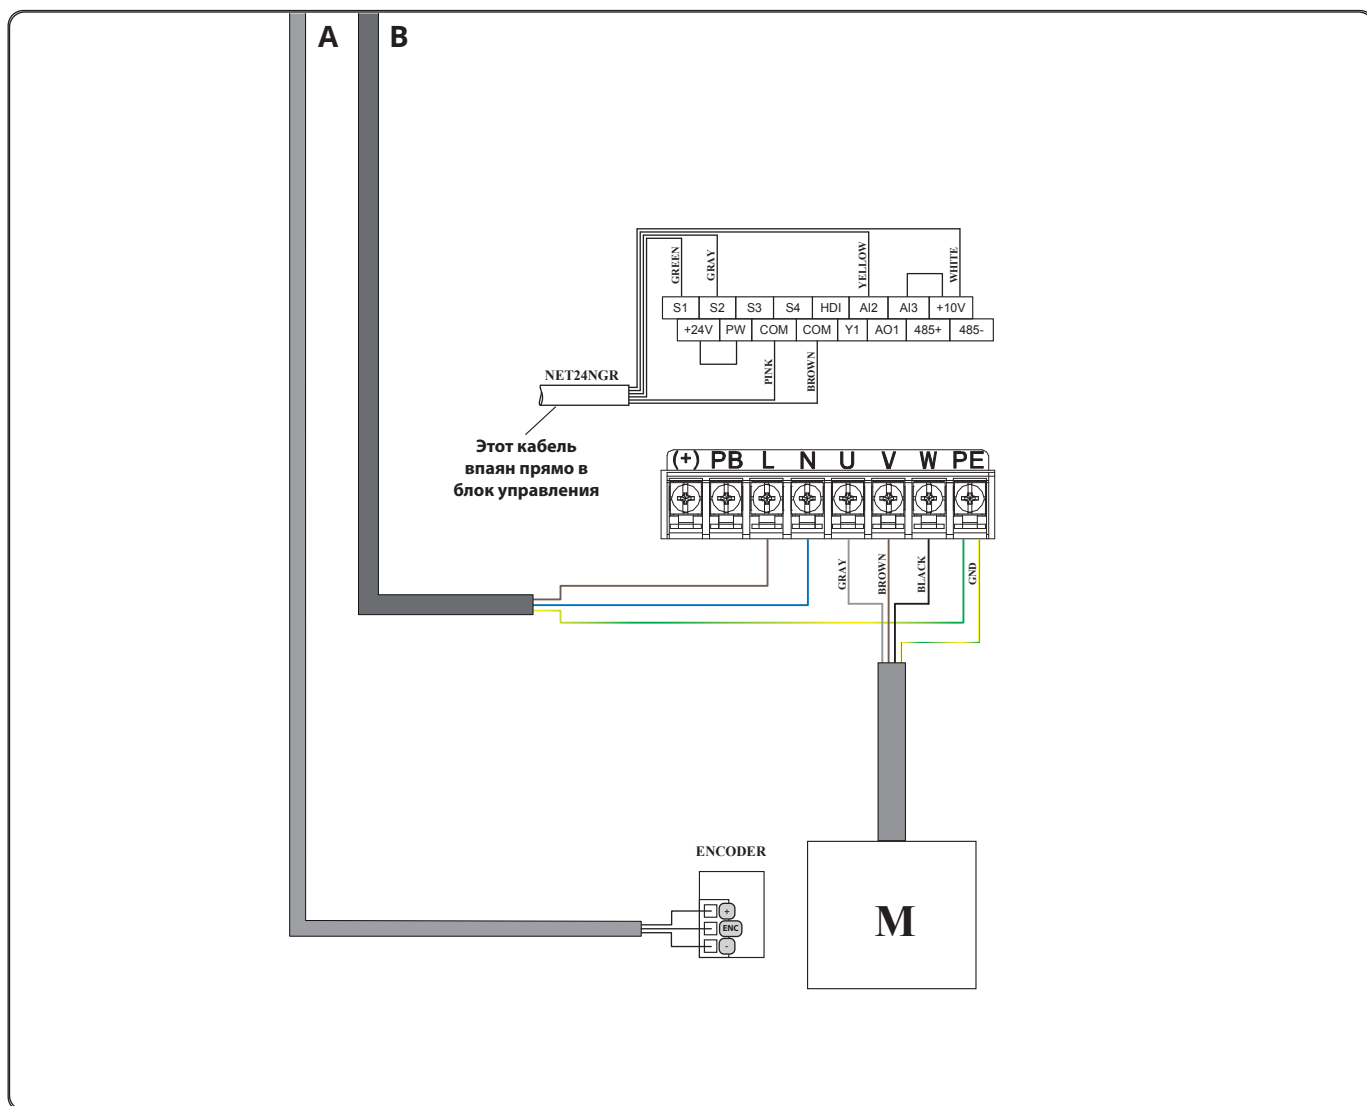 A B
GREEN GRAY YELLOW WHITE
S1 S2 S3 S4 HDI AI2 AI3 +10V
+24V PW COM COM Y1 AO1 485+ 485-
PINK BROWN
NET24NGR
Этот кабель
впаян прямо в
блок управления
(+) PB L N U V W PE
GRAY BROWN BLACK GND
ENCODER
+
ENC
-
M